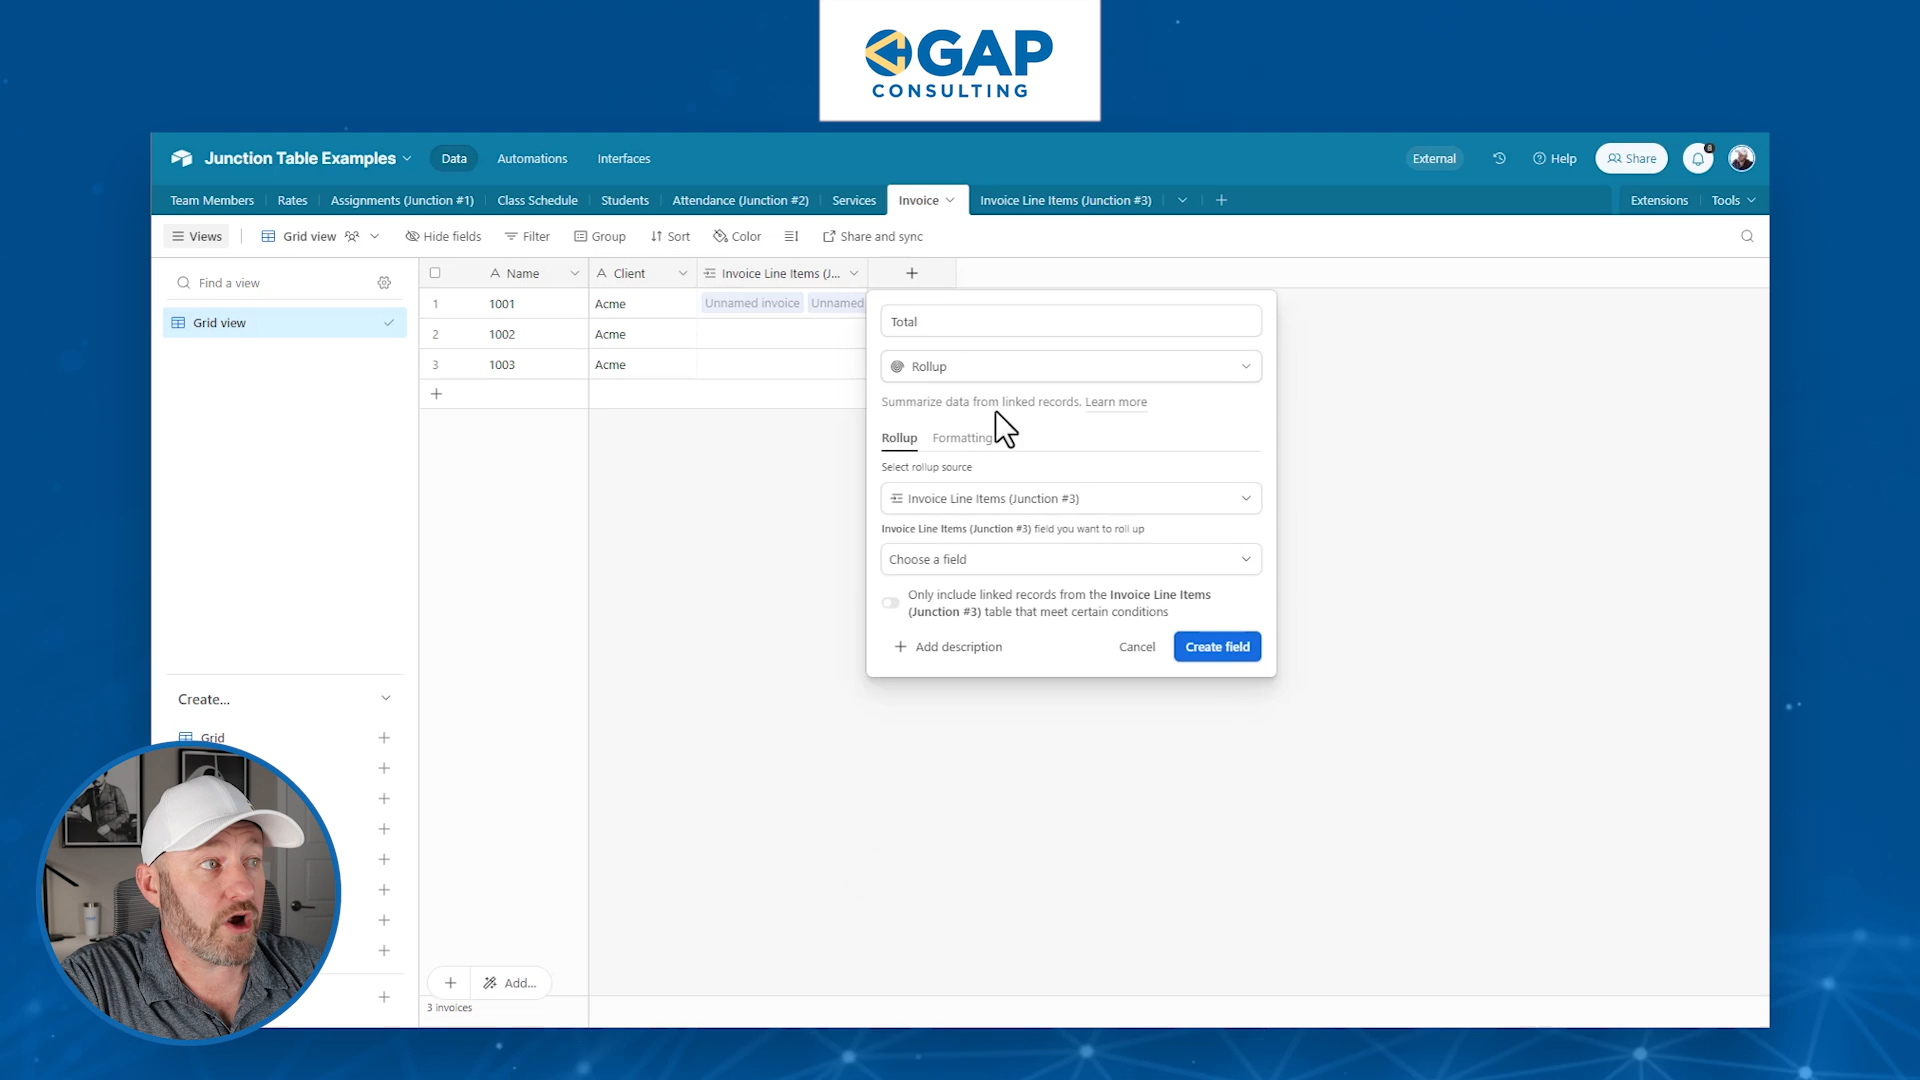 GAP
CONSULTING
Junction Table Examples
Data
Automations
Interfaces
External
8
Help
Share
Team Members
Rates
Assignments (Junction #1)
Class Schedule
Students
Attendance (Junction #2)
Services
Invoice
Invoice Line Items (Junction #3)
Extensions
Tools
Views
Grid view
Hide fields
Filter
Group
Sort
Color
Share and sync
Find a view
Grid view
Name
Client
Invoice Line Items (J...
1 1001 Acme Unnamed invoice Unnamed
2 1002 Acme
3 1003 Acme
Total
Rollup
Summarize data from linked records. Learn more
Rollup Formatting
Select rollup source
Invoice Line Items (Junction #3)
Invoice Line Items (Junction #3) field you want to roll up
Choose a field
Only include linked records from the Invoice Line Items
(Junction #3) table that meet certain conditions
Add description
Cancel
Create field
Create...
Grid
Add...
3 invoices
GAP